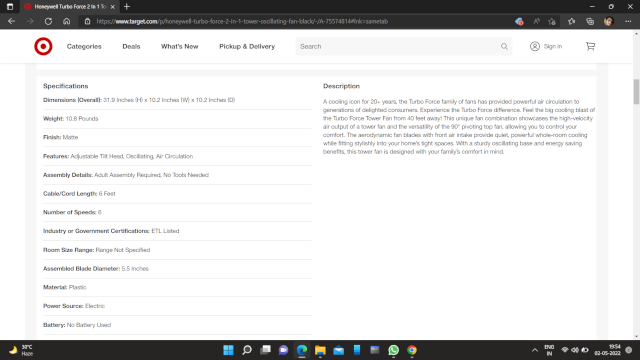 Honeywell Turbo Force 2 In 1 To
https://www.target.com/p/honeywell-turbo-force-2-in-1-tower-oscillating-fan-black/-/A-75574814#lnk=sametab
Categories Deals What's New Pickup & Delivery Search Sign in
Specifications
Dimensions (Overall): 31.9 Inches (H) x 10.2 Inches (W) x 10.2 Inches (D)
Weight: 10.8 Pounds
Finish: Matte
Features: Adjustable Tilt Head, Oscillating, Air Circulation
Assembly Details: Adult Assembly Required, No Tools Needed
Cable/Cord Length: 6 Feet
Number of Speeds: 6
Industry or Government Certifications: ETL Listed
Room Size Range: Range Not Specified
Assembled Blade Diameter: 5.5 Inches
Material: Plastic
Power Source: Electric
Battery: No Battery Used
Description
A cooling icon for 20+ years, the Turbo Force family of fans has provided powerful air circulation to
generations of delighted consumers. Experience the Turbo Force difference. Feel the big cooling blast of
the Turbo Force Tower Fan from 40 feet away! This unique fan combination showcases the high-velocity
air output of a tower fan and the versatility of the 90° pivoting top fan, allowing you to control your
comfort. The aerodynamic fan blades with front air intake provide quiet, powerful whole-room cooling
while fitting stylishly into your home's tight spaces. With a sturdy oscillating base and energy saving
benefits, this tower fan is designed with your family's comfort in mind.
30°C
Haze
ENG
IN
19:54
02-05-2022